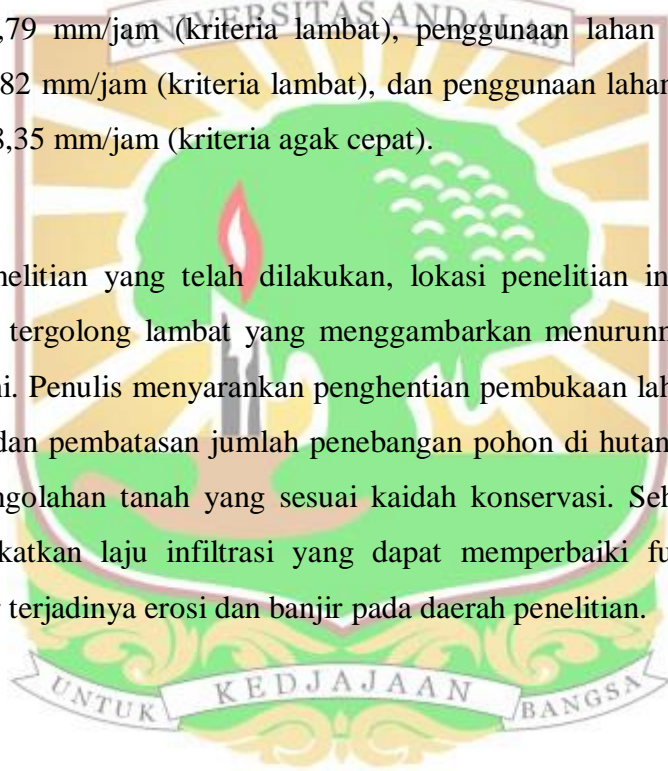 UNIVERSITAS ANDALAS
,79 mm/jam (kriteria lambat), penggunaan lahan
82 mm/jam (kriteria lambat), dan penggunaan lahan
8,35 mm/jam (kriteria agak cepat).
nelitian yang telah dilakukan, lokasi penelitian in
tergolong lambat yang menggambarkan menurunn
ni. Penulis menyarankan penghentian pembukaan lah
dan pembatasan jumlah penebangan pohon di hutan
ngolahan tanah yang sesuai kaidah konservasi. Seh
katkan laju infiltrasi yang dapat memperbaiki fu
terjadinya erosi dan banjir pada daerah penelitian.
UNTUK KEDJAJAAN BANGSA